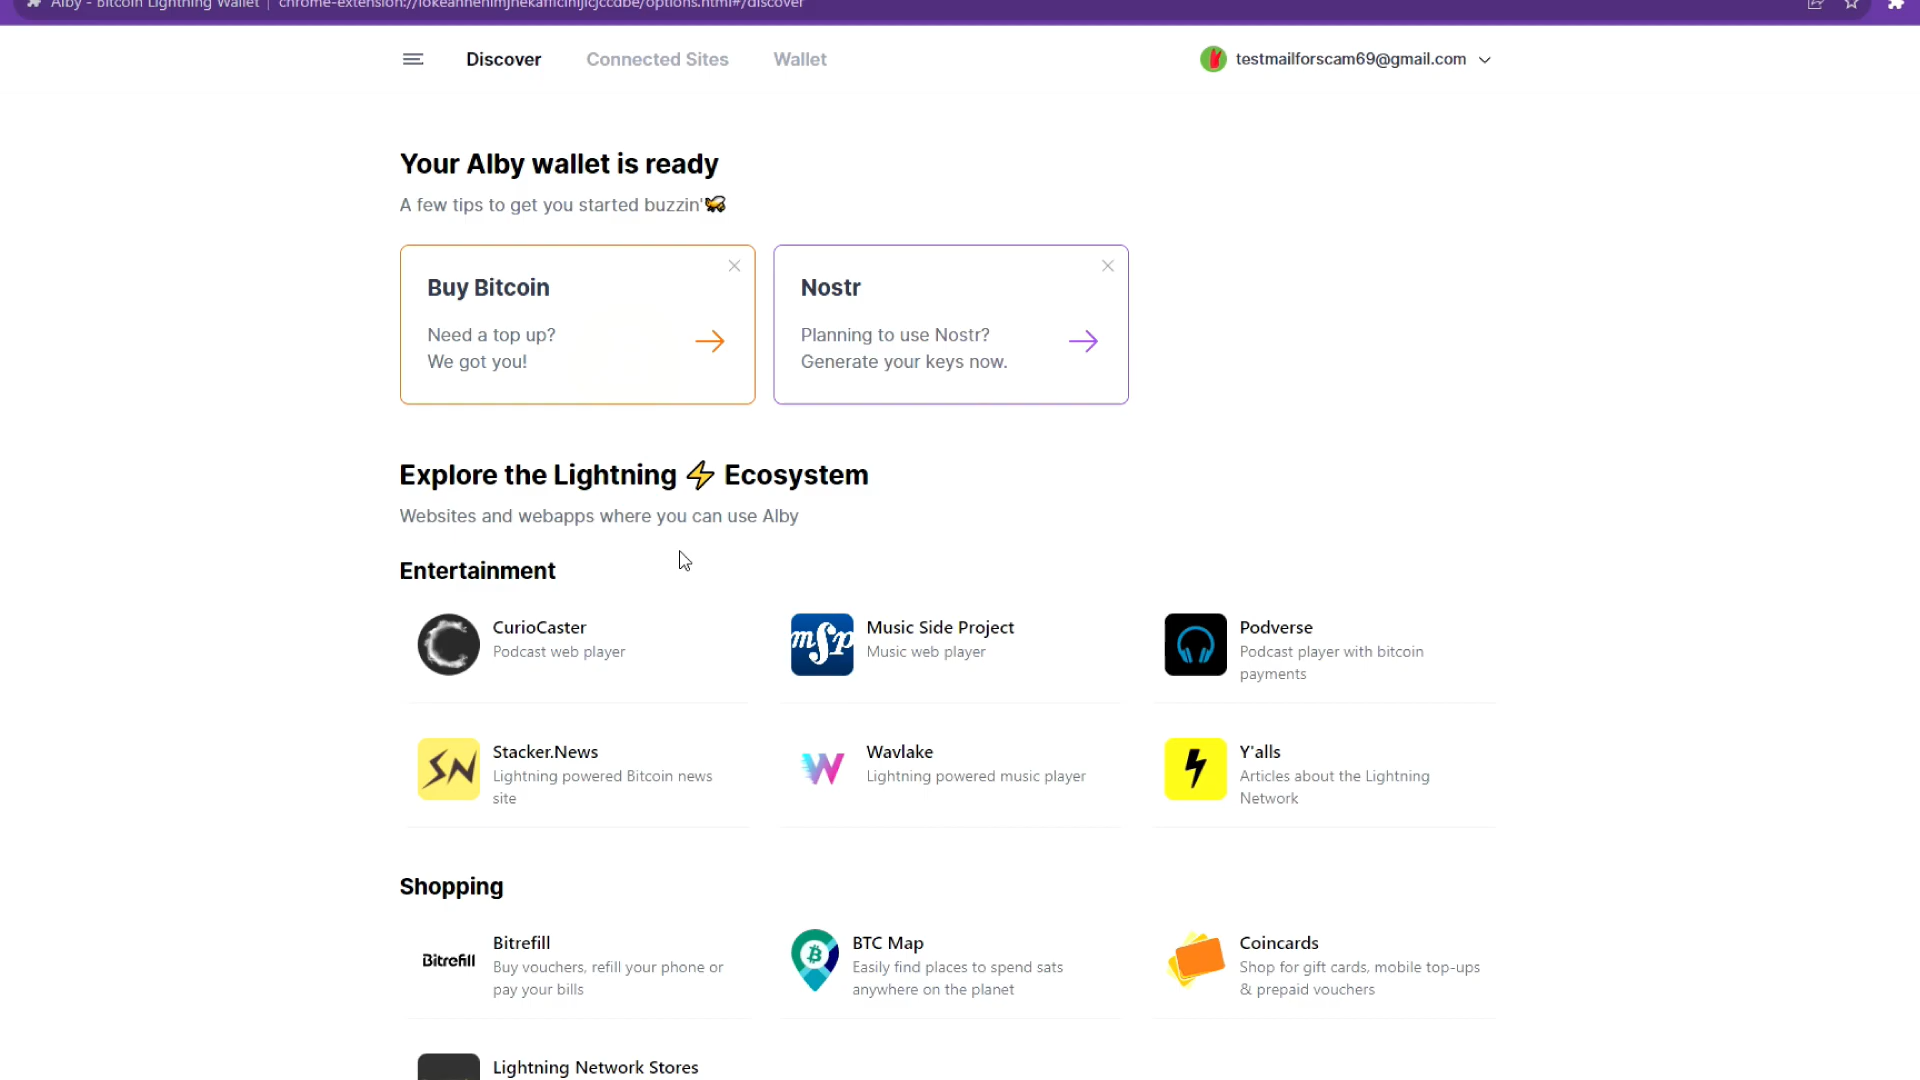 Alby - Bitcoin Lightning Wallet
Discover
Connected Sites
Wallet
testmailforscam69@gmail.com
Your Alby wallet is ready
A few tips to get you started buzzin'🐝
Buy Bitcoin
Need a top up?
We got you!
Nostr
Planning to use Nostr?
Generate your keys now.
Explore the Lightning ⚡ Ecosystem
Websites and webapps where you can use Alby
Entertainment
CurioCaster
Podcast web player
msp
Music Side Project
Music web player
Podverse
Podcast player with bitcoin
payments
SN
Stacker.News
Lightning powered Bitcoin news
site
W
Wavlake
Lightning powered music player
Y'alls
Articles about the Lightning
Network
Shopping
Bitrefill
Bitrefill
Buy vouchers, refill your phone or
pay your bills
BTC Map
Easily find places to spend sats
anywhere on the planet
Coincards
Shop for gift cards, mobile top-ups
& prepaid vouchers
Lightning Network Stores